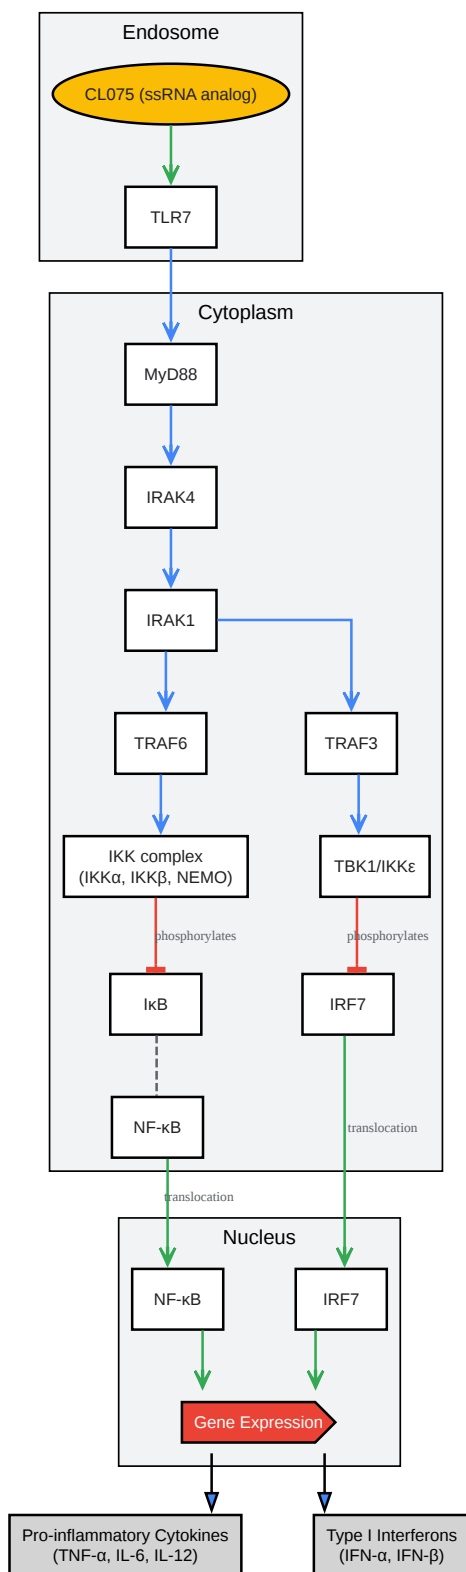 Endosome
CL075 (ssRNA analog)
TLR7
Cytoplasm
MyD88
IRAK4
IRAK1
TRAF6
TRAF3
IKK complex
(IKKα, IKKβ, NEMO)
TBK1/IKKε
phosphorylates
phosphorylates
IκB
IRF7
NF-κB
translocation
translocation
Nucleus
NF-κB
IRF7
Gene Expression
Pro-inflammatory Cytokines
(TNF-α, IL-6, IL-12)
Type I Interferons
(IFN-α, IFN-β)